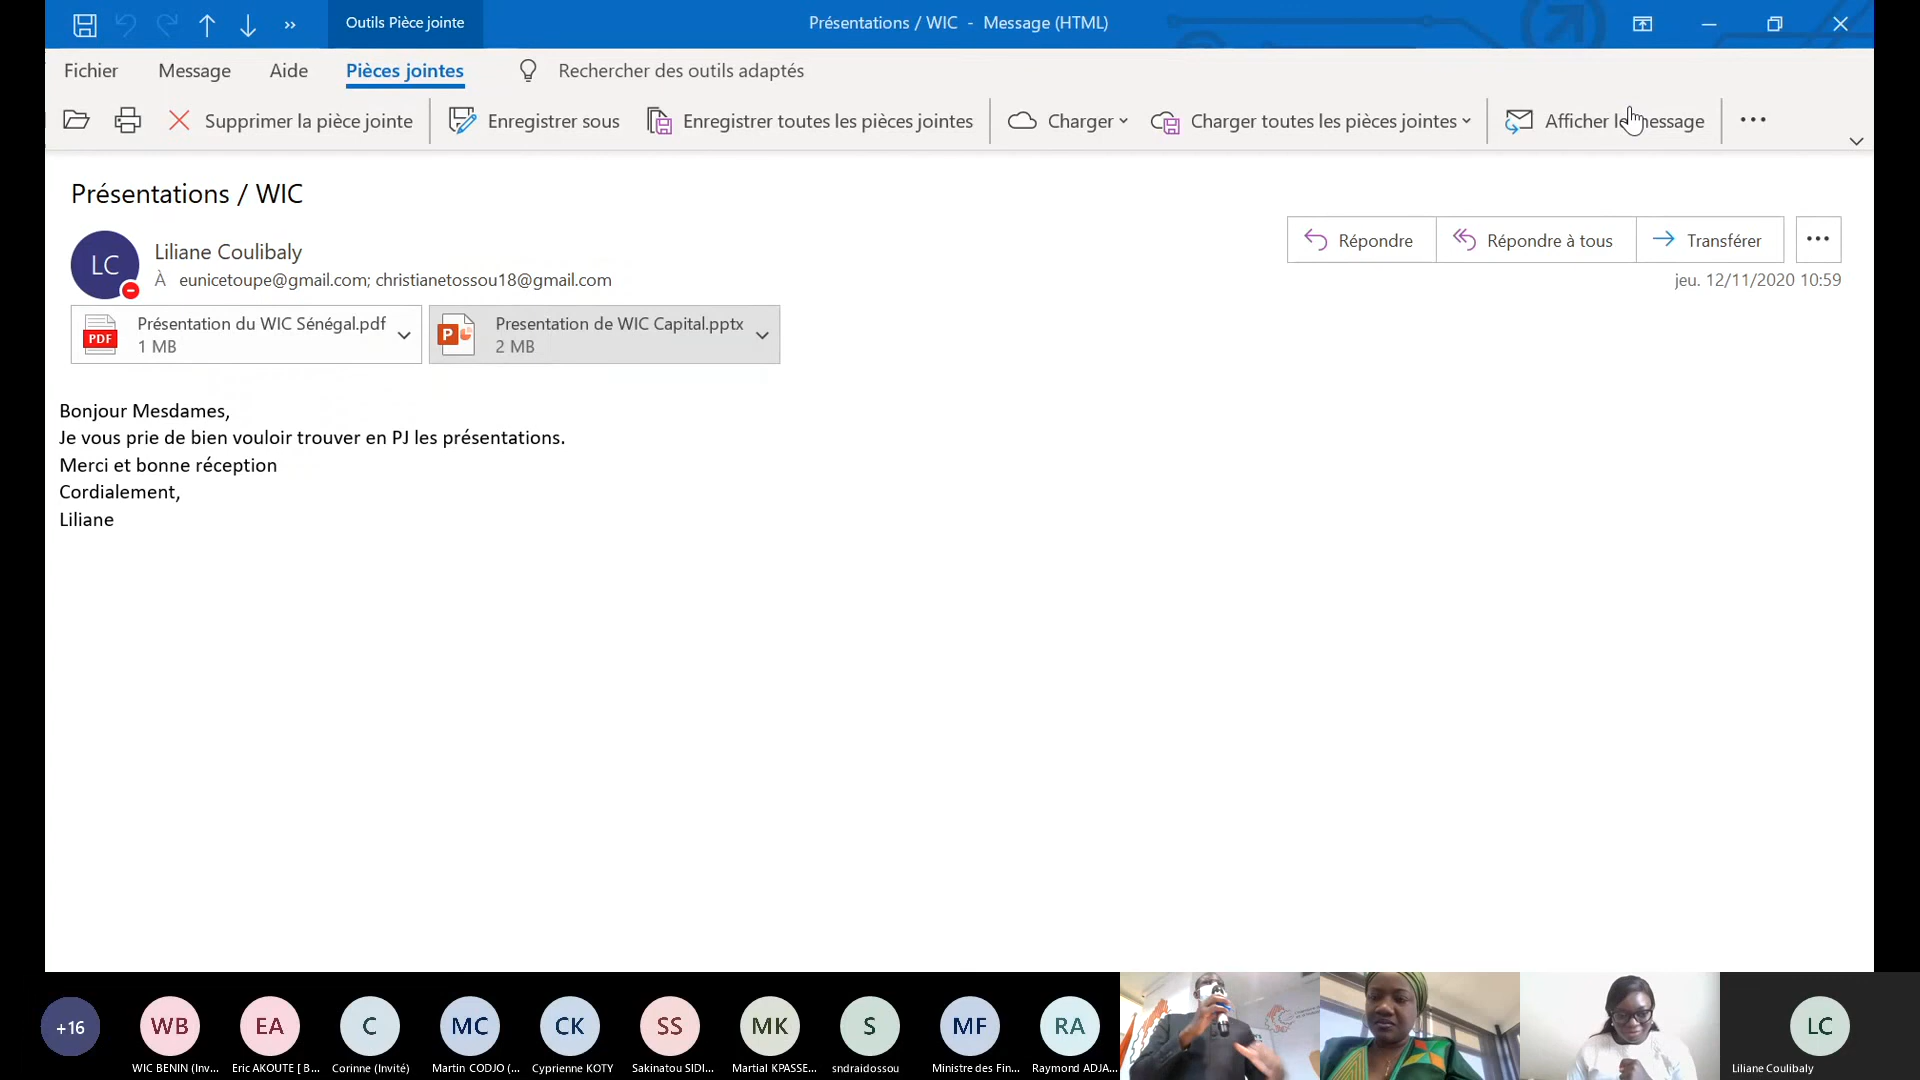 Outils Pièce jointe
Présentations / WIC - Message (HTML)
Fichier Message Aide Pièces jointes Rechercher des outils adaptés
Supprimer la pièce jointe Enregistrer sous Enregistrer toutes les pièces jointes Charger Charger toutes les pièces jointes Afficher le message
Présentations / WIC
LC
Liliane Coulibaly
À eunicetoupe@gmail.com; christianetossou18@gmail.com
Répondre Répondre à tous Transférer
jeu. 12/11/2020 10:59
PDF
Présentation du WIC Sénégal.pdf
1 MB
Presentation de WIC Capital.pptx
2 MB
Bonjour Mesdames,
Je vous prie de bien vouloir trouver en PJ les présentations.
Merci et bonne réception
Cordialement,
Liliane
+16 WB EA C MC CK SS MK S MF RA LC
WIC BENIN (Inv... Eric AKOUTE [ B... Corinne (Invité) Martin CODJO (... Cyprienne KOTY Sakinatou SIDI... Martial KPASSE... sndraidossou Ministre des Fin... Raymond ADJA... Liliane Coulibaly